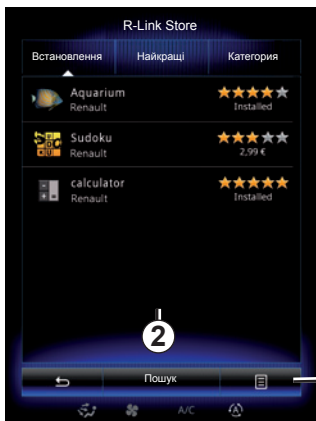 R-Link Store
Встановлення Найкращі Категория
Aquarium
Renault
Installed
Sudoku
Renault
2,99 €
calculator
Renault
Installed
2
Пошук
A/C
A